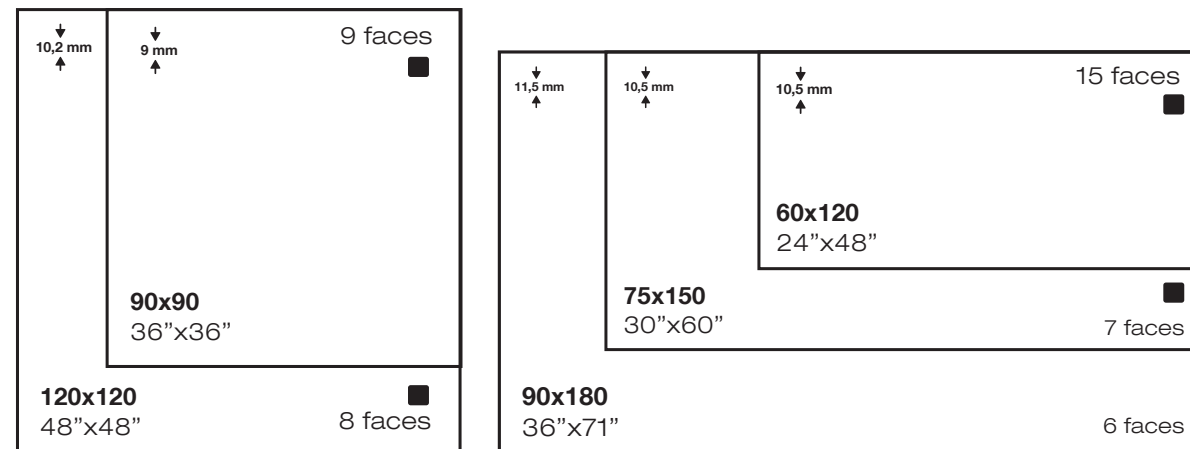 10,2 mm
9 mm
9 faces
90x90
36”x36”
120x120
48”x48”
8 faces
11,5 mm
10,5 mm
10,5 mm
15 faces
60x120
24”x48”
75x150
30”x60”
7 faces
90x180
36”x71”
6 faces